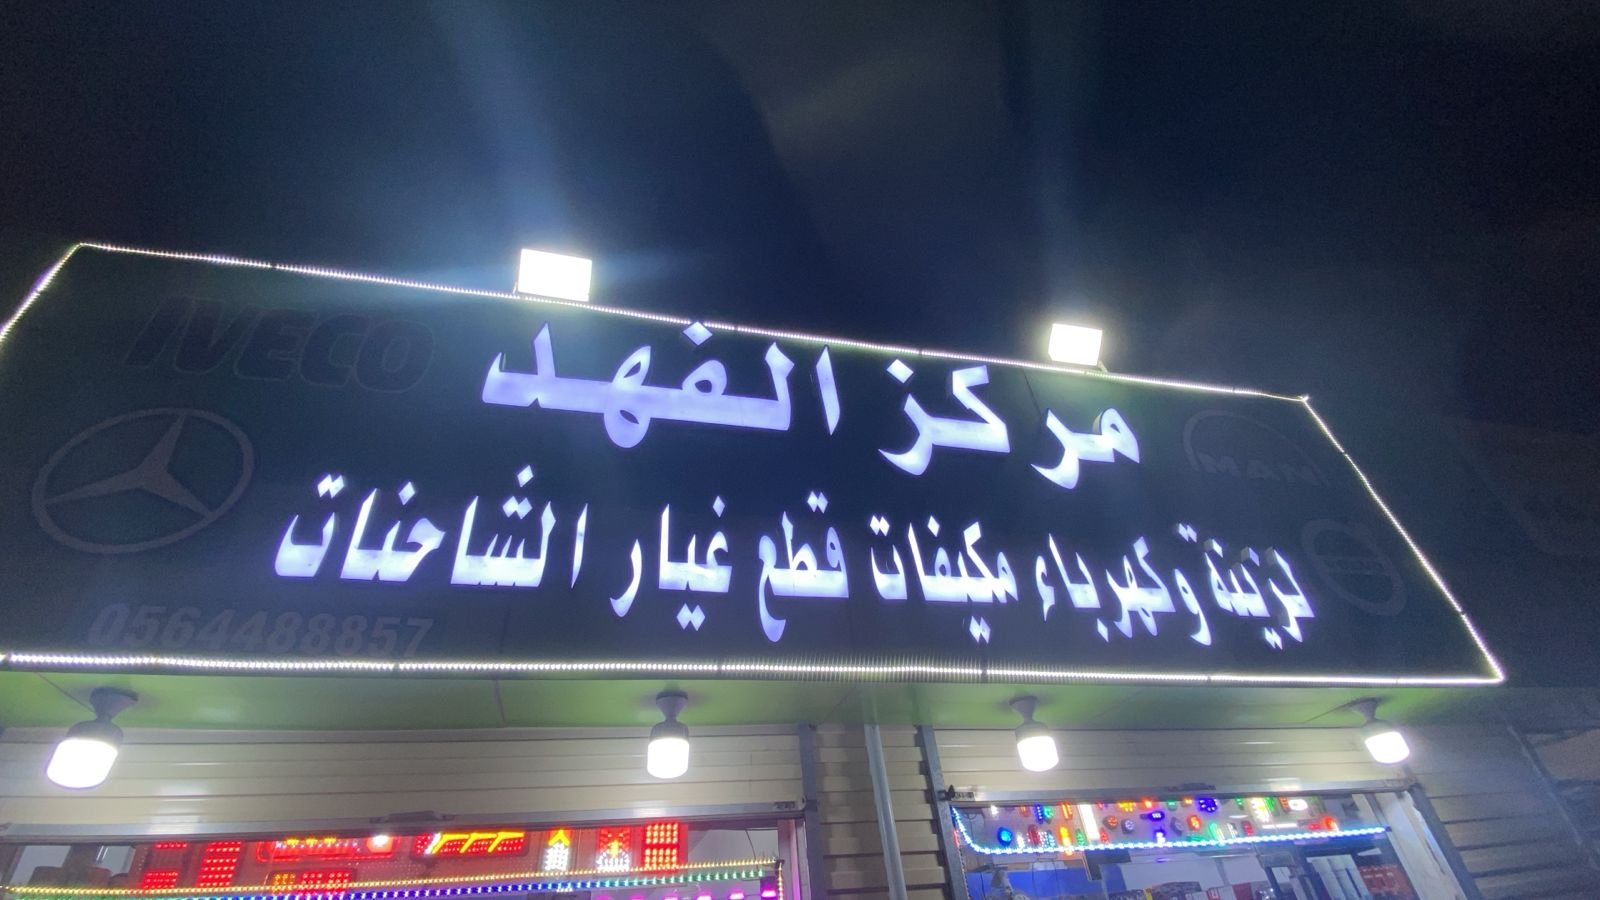 مركز الفهد
لزينة وكهرباء مكيفات قطع غيار الشاحنات
IVECO
MAN
0564488857